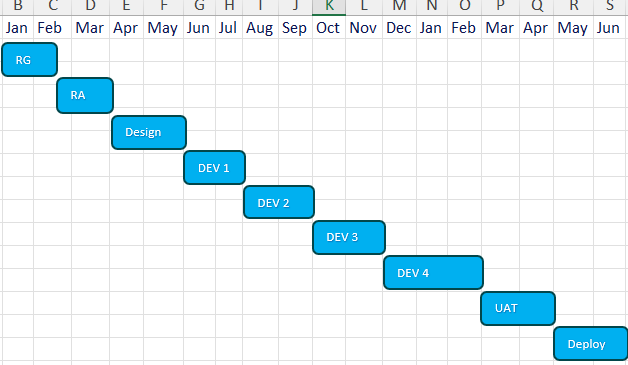 B C D E F G H I J K L M N O P Q R S
Jan Feb Mar Apr May Jun Jul Aug Sep Oct Nov Dec Jan Feb Mar Apr May Jun
RG
RA
Design
DEV 1
DEV 2
DEV 3
DEV 4
UAT
Deploy